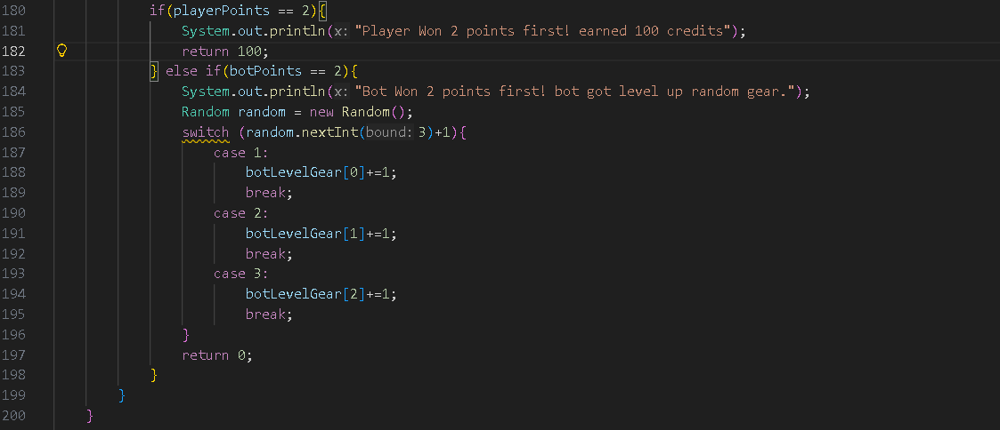 180 if(playerPoints == 2){
181 System.out.println(x: "Player Won 2 points first! earned 100 credits");
182 return 100;
183 } else if(botPoints == 2){
184 System.out.println(x: "Bot Won 2 points first! bot got level up random gear.");
185 Random random = new Random();
186 switch (random.nextInt(bound: 3)+1){
187 case 1:
188 botLevelGear[0]+=1;
189 break;
190 case 2:
191 botLevelGear[1]+=1;
192 break;
193 case 3:
194 botLevelGear[2]+=1;
195 break;
196 }
197 return 0;
198 }
199 }
200 }